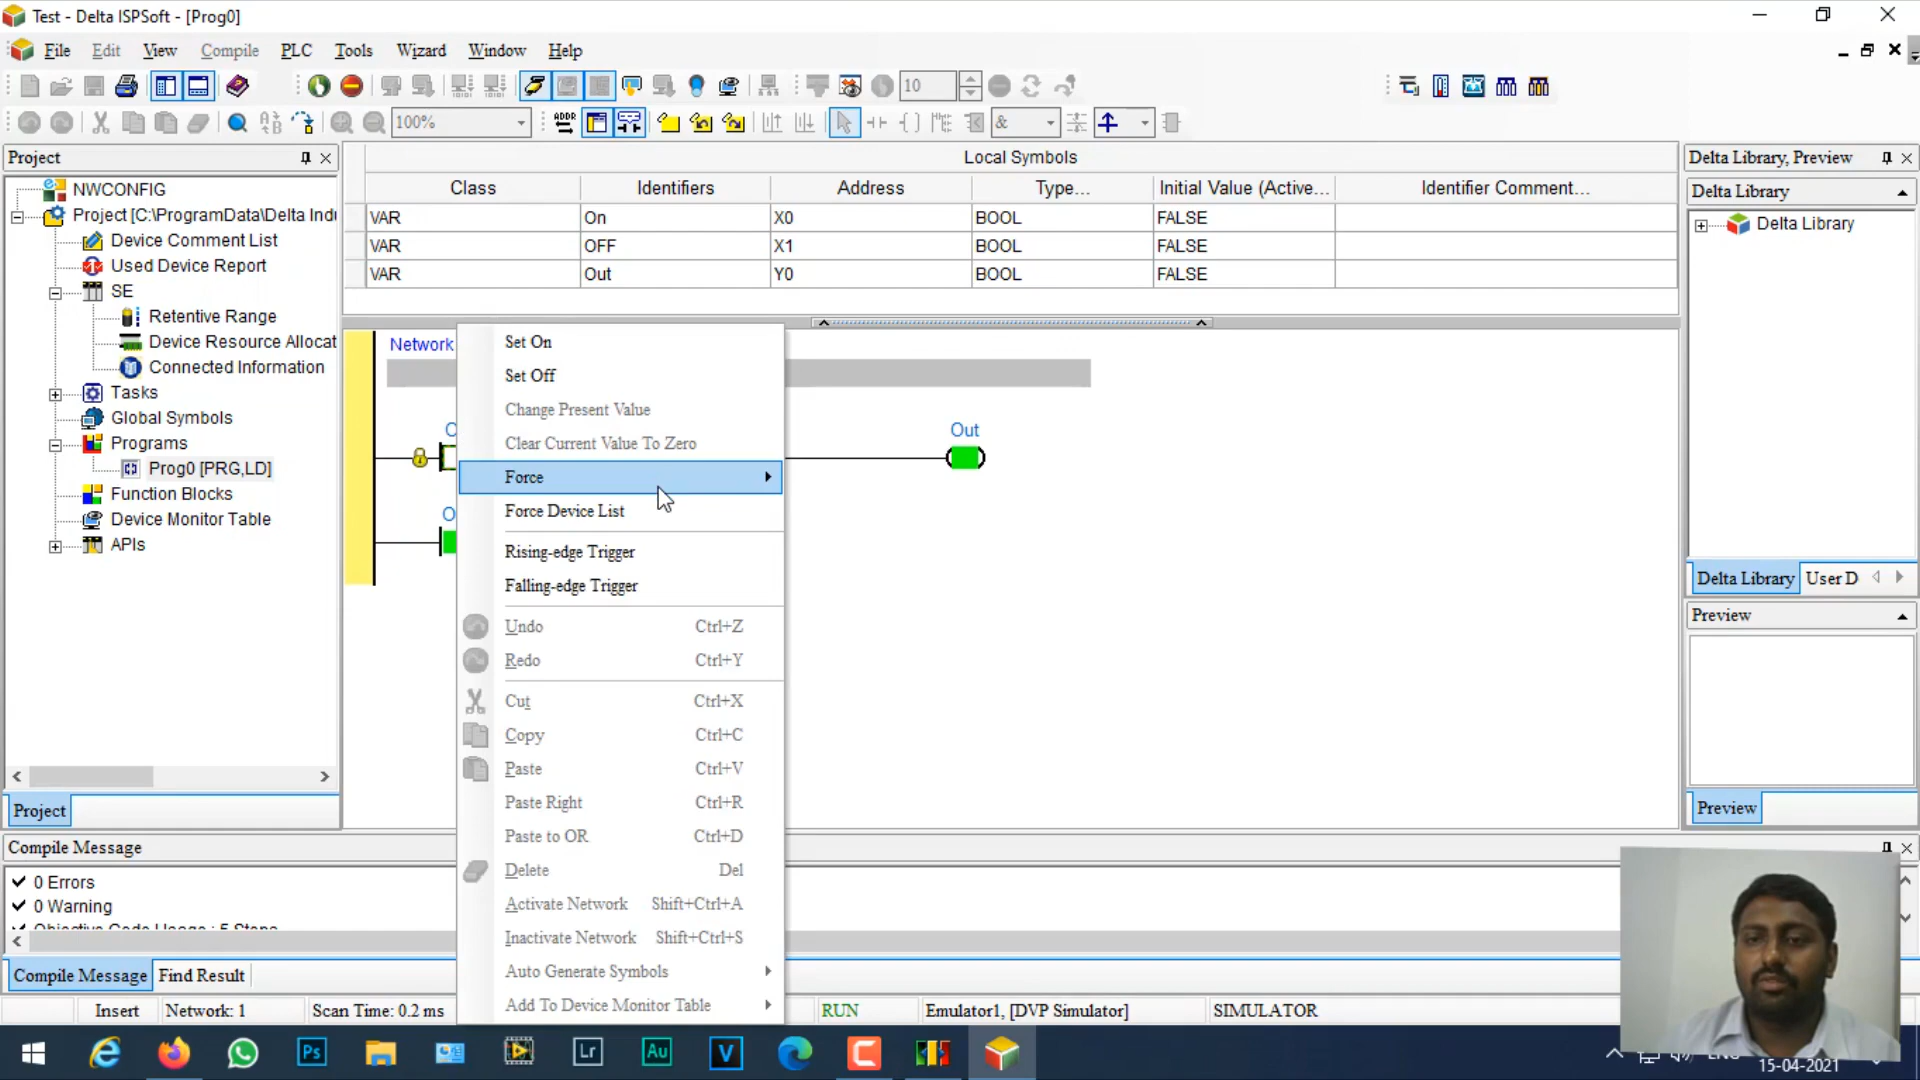 Test - Delta ISPSoft - [Prog0]
File Edit View Compile PLC Tools Wizard Window Help
10
100%
ADDR
&
Project
NWCONFIG
Project [C:\ProgramData\Delta Indu
Device Comment List
Used Device Report
SE
Retentive Range
Device Resource Allocat
Connected Information
Tasks
Global Symbols
Programs
Prog0 [PRG,LD]
Function Blocks
Device Monitor Table
APIs
Project
Local Symbols
Class Identifiers Address Type... Initial Value (Active... Identifier Comment...
VAR On X0 BOOL FALSE
VAR OFF X1 BOOL FALSE
VAR Out Y0 BOOL FALSE
Network
Out
Set On
Set Off
Change Present Value
Clear Current Value To Zero
Force
Force Device List
Rising-edge Trigger
Falling-edge Trigger
Undo Ctrl+Z
Redo Ctrl+Y
Cut Ctrl+X
Copy Ctrl+C
Paste Ctrl+V
Paste Right Ctrl+R
Paste to OR Ctrl+D
Delete Del
Activate Network Shift+Ctrl+A
Inactivate Network Shift+Ctrl+S
Auto Generate Symbols
Add To Device Monitor Table
Delta Library, Preview
Delta Library
Delta Library
Delta Library User D
Preview
Preview
Compile Message
0 Errors
0 Warning
Compile Message Find Result
Insert Network: 1 Scan Time: 0.2 ms RUN Emulator1, [DVP Simulator] SIMULATOR
Ps Lr Au V
15-04-2021